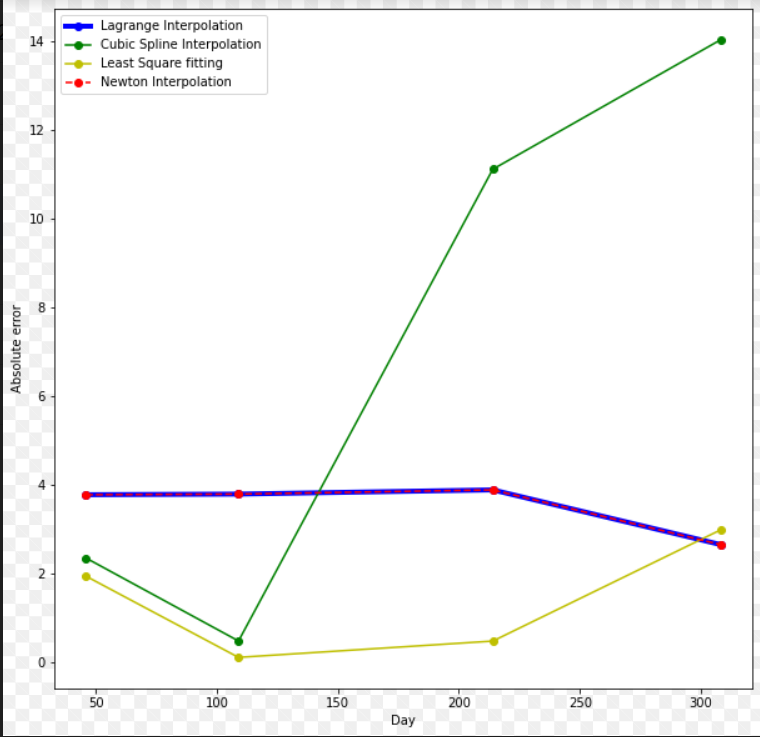 Lagrange Interpolation
Cubic Spline Interpolation
Least Square fitting
Newton Interpolation
14
12
10
8
6
4
2
0
Absolute error
50
100
150
200
250
300
Day